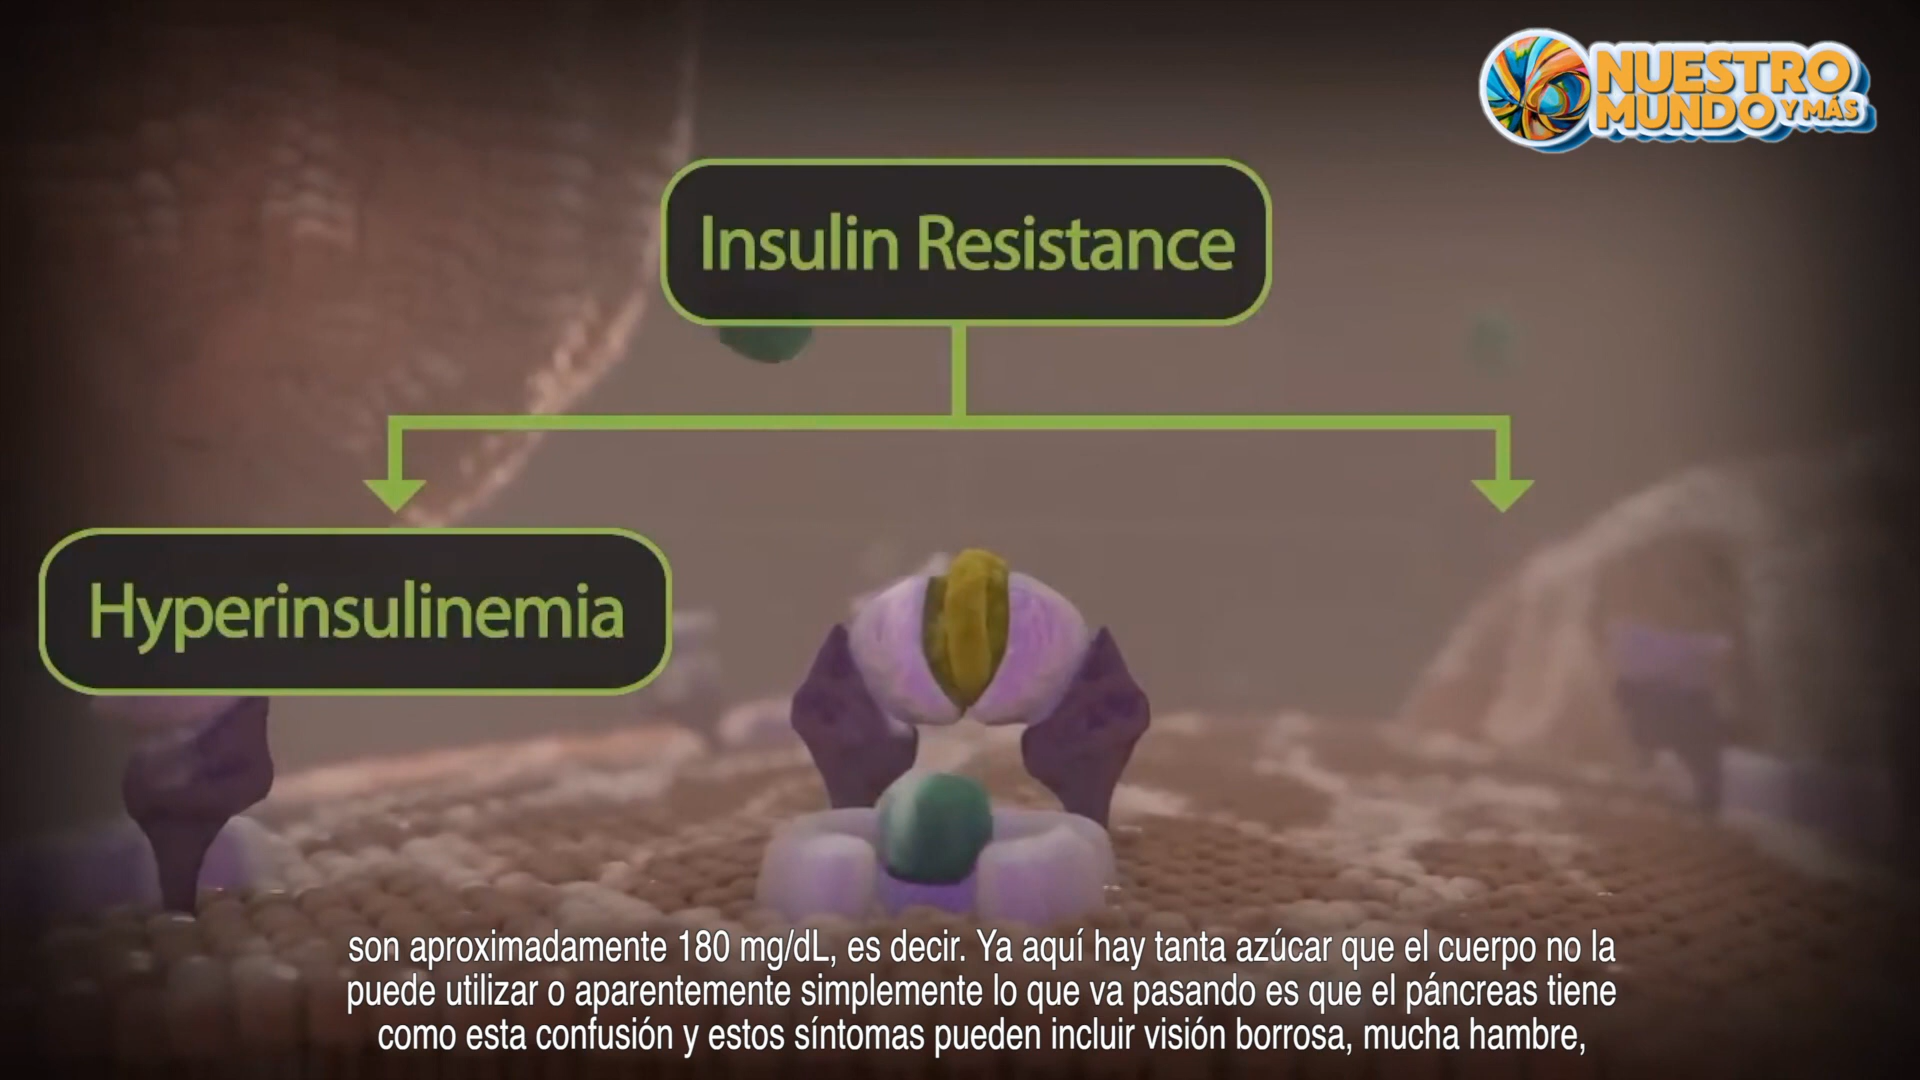 NUESTRO
MUNDO Y MÁS
Insulin Resistance
Hyperinsulinemia
son aproximadamente 180 mg/dL, es decir. Ya aquí hay tanta azúcar que el cuerpo no la
puede utilizar o aparentemente simplemente lo que va pasando es que el páncreas tiene
como esta confusión y estos síntomas pueden incluir visión borrosa, mucha hambre,